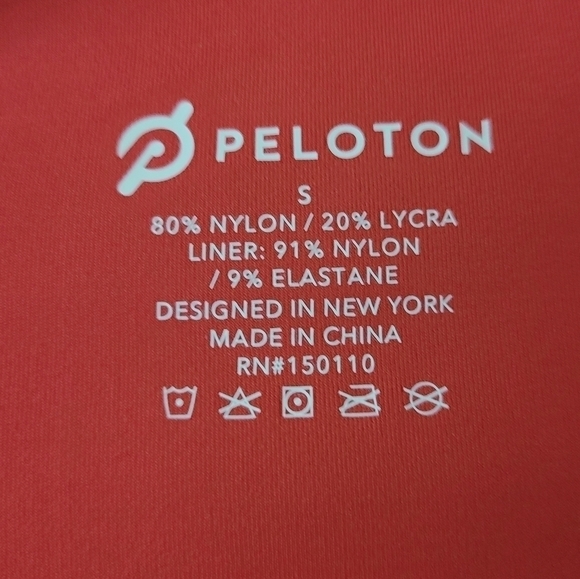 PELOTON
S
80% NYLON / 20% LYCRA
LINER: 91% NYLON
/ 9% ELASTANE
DESIGNED IN NEW YORK
MADE IN CHINA
RN#150110